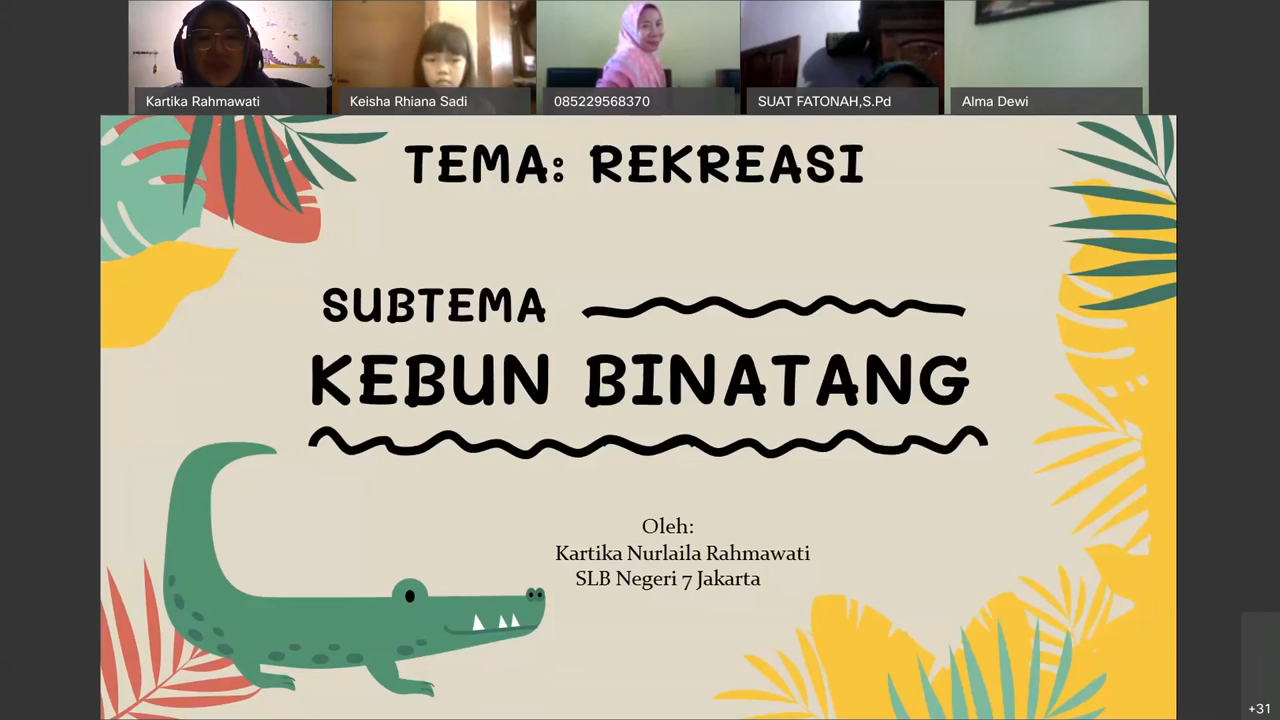 Kartika Rahmawati
Keisha Rhiana Sadi
085229568370
SUAT FATONAH,S.Pd
Alma Dewi
TEMA: REKREASI
SUBTEMA
KEBUN BINATANG
Oleh:
Kartika Nurlaila Rahmawati
SLB Negeri 7 Jakarta
+31